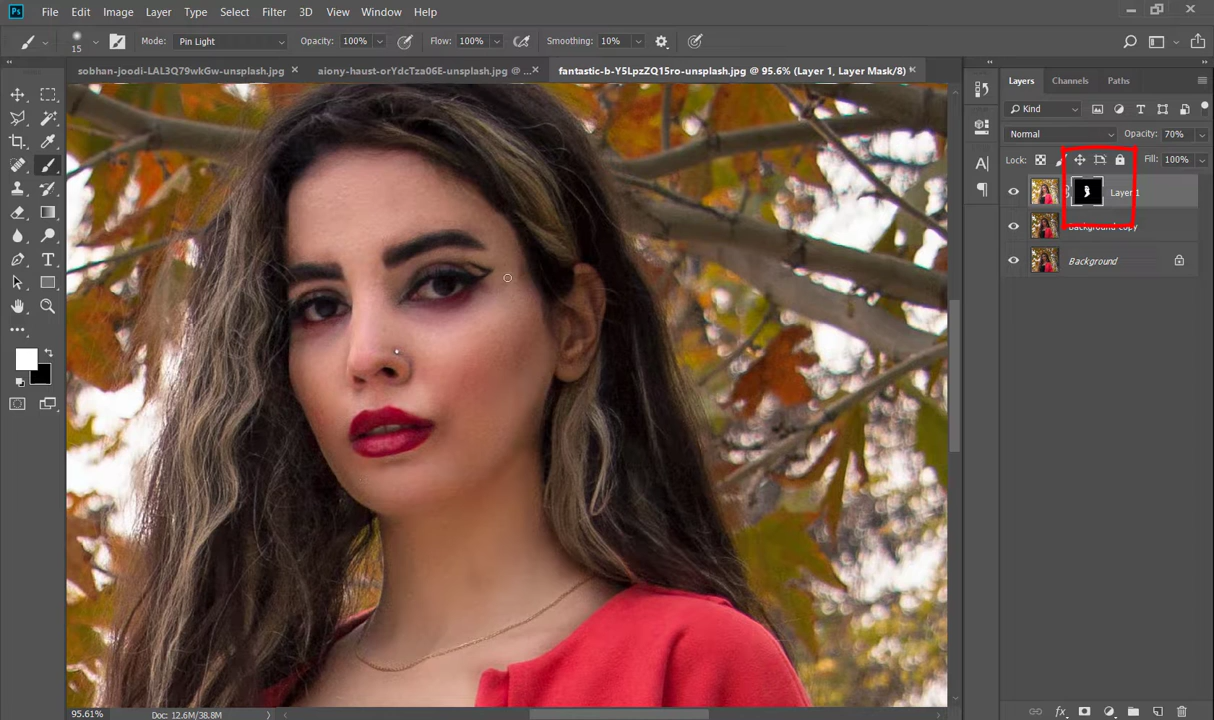 Ps File Edit Image Layer Type Select Filter 3D View Window Help
15 Mode: Pin Light Opacity: 100% Flow: 100% Smoothing: 10%
sobhan-joodi-LAL3Q79wkGw-unsplash.jpg × aiony-haust-orYdcTza06E-unsplash.jpg @ ... × fantastic-b-Y5LpzZQ15ro-unsplash.jpg @ 95.6% (Layer 1, Layer Mask/8) *
Layers Channels Paths
Kind
Normal Opacity: 70%
Lock: Fill: 100%
Layer 1
Background copy
Background
95.61% Doc: 12.6M/38.8M